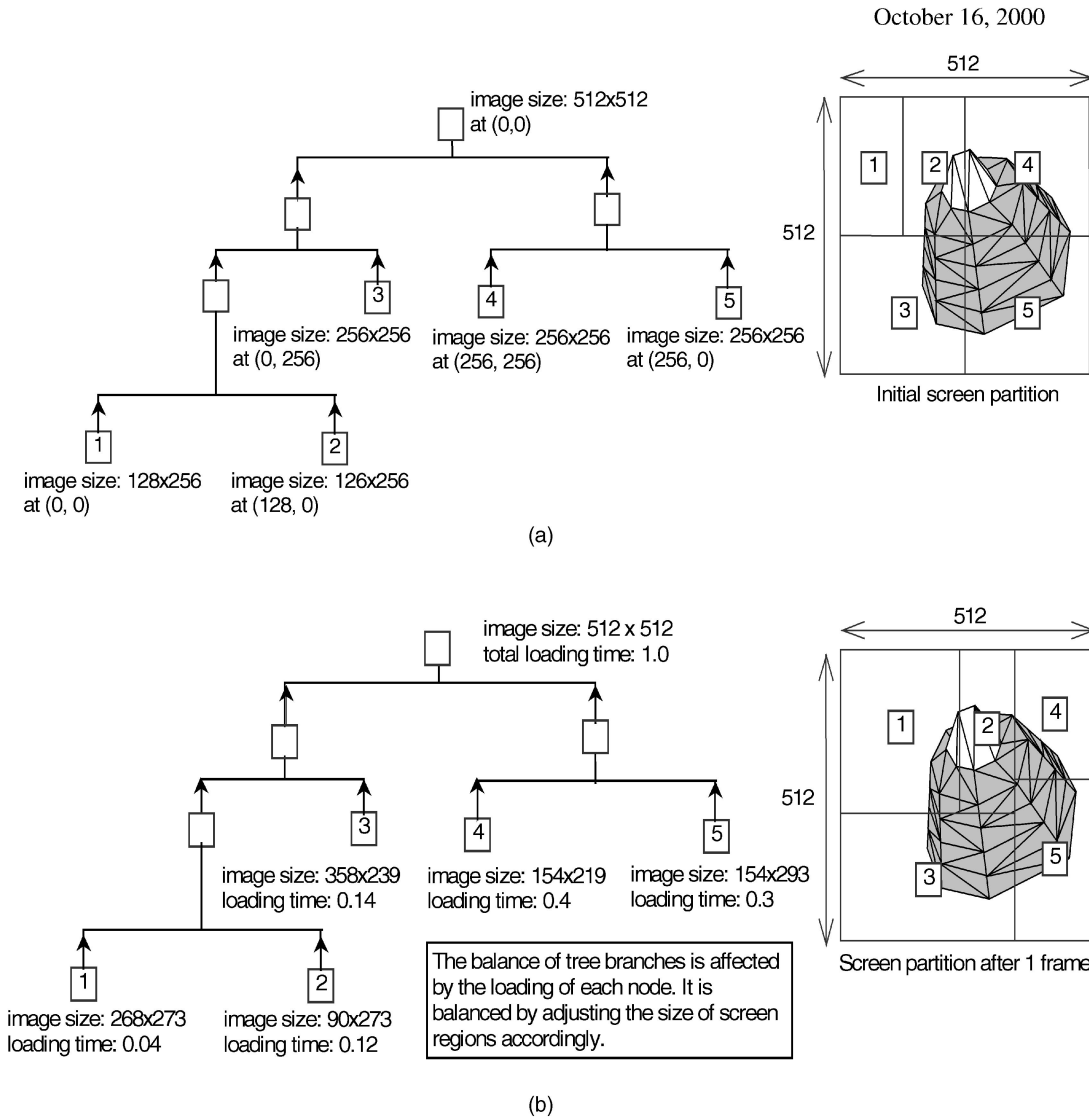 October 16, 2000
512
512
image size: 512x512
at (0,0)
1
2
4
3
5
3
4
5
image size: 256x256
at (0, 256)
image size: 256x256
at (256, 256)
image size: 256x256
at (256, 0)
Initial screen partition
1
2
image size: 128x256
at (0, 0)
image size: 126x256
at (128, 0)
(a)
512
512
image size: 512 x 512
total loading time: 1.0
1
2
4
3
5
3
4
5
image size: 358x239
loading time: 0.14
image size: 154x219
loading time: 0.4
image size: 154x293
loading time: 0.3
Screen partition after 1 frame
1
2
image size: 268x273
loading time: 0.04
image size: 90x273
loading time: 0.12
The balance of tree branches is affected
by the loading of each node. It is
balanced by adjusting the size of screen
regions accordingly.
(b)